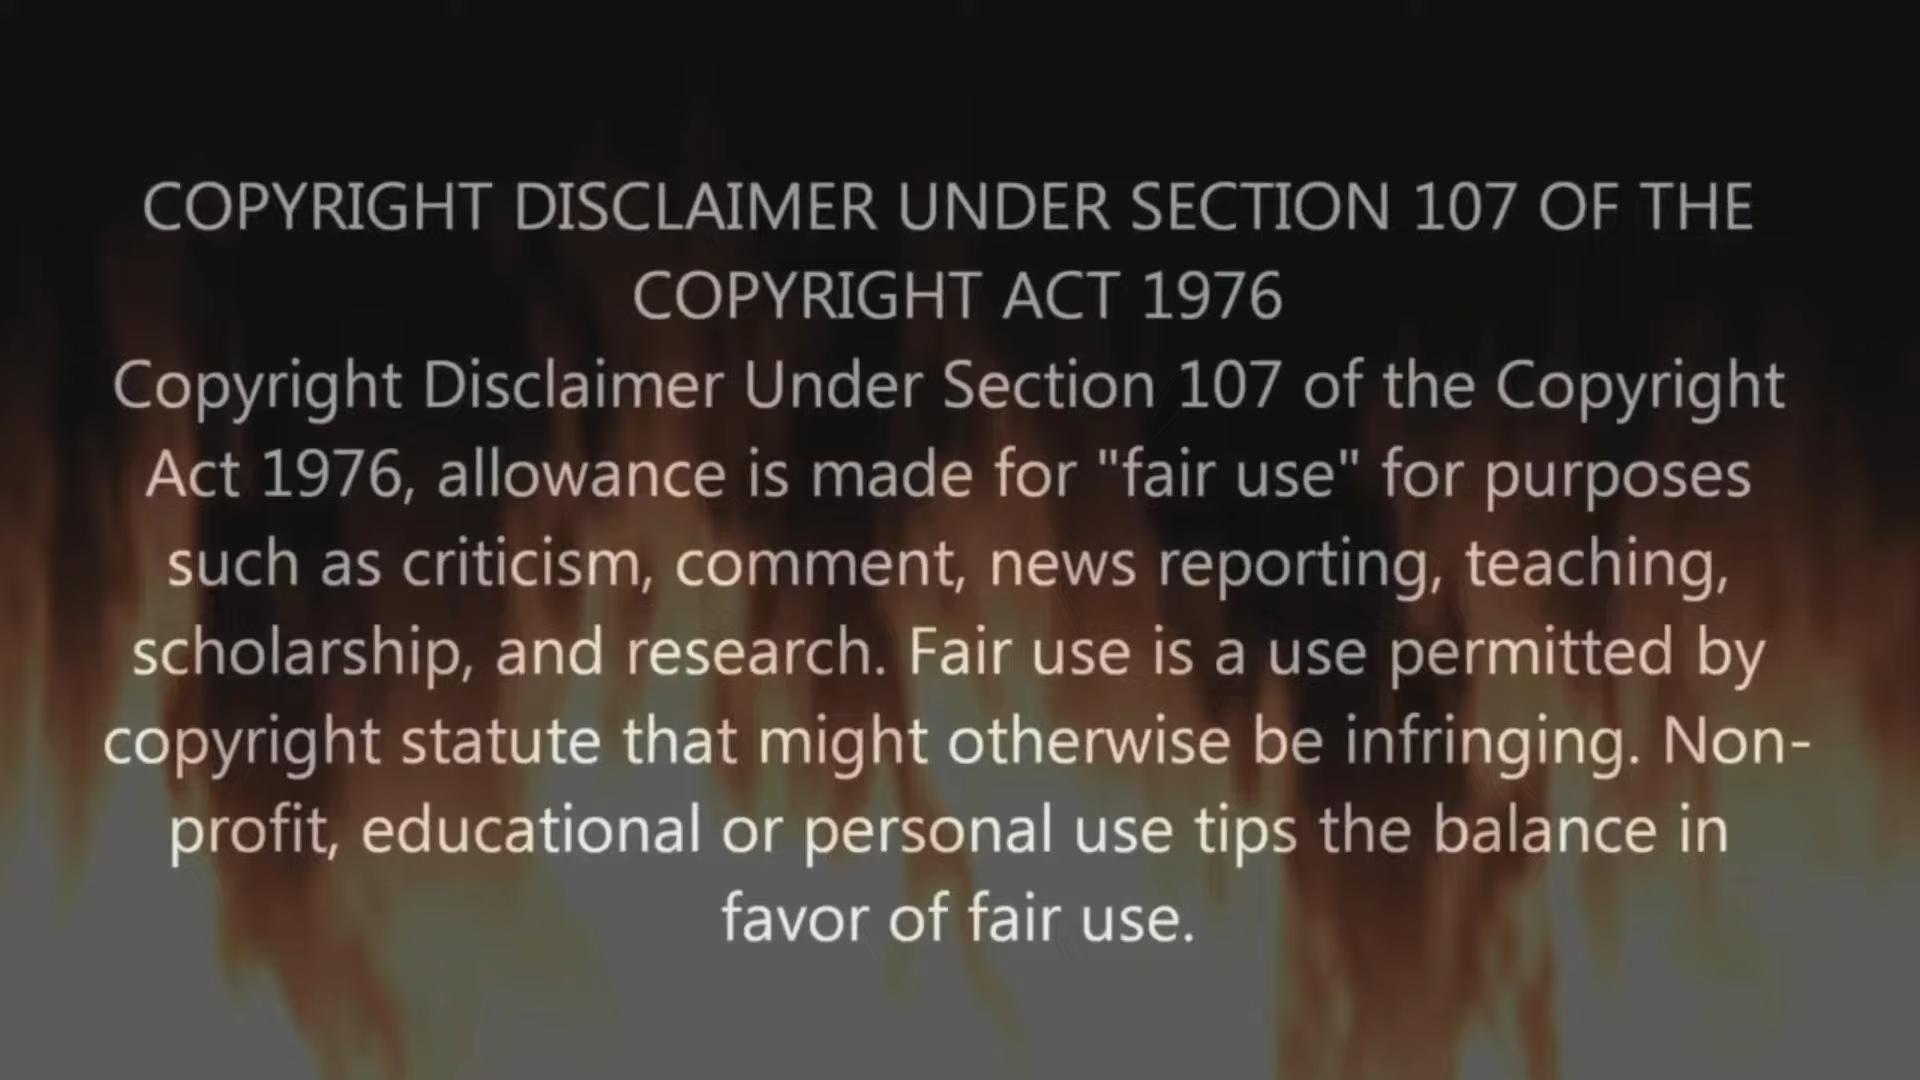 COPYRIGHT DISCLAIMER UNDER SECTION 107 OF THE
COPYRIGHT ACT 1976
Copyright Disclaimer Under Section 107 of the Copyright
Act 1976, allowance is made for "fair use" for purposes
such as criticism, comment, news reporting, teaching,
scholarship, and research. Fair use is a use permitted by
copyright statute that might otherwise be infringing. Non-
profit, educational or personal use tips the balance in
favor of fair use.